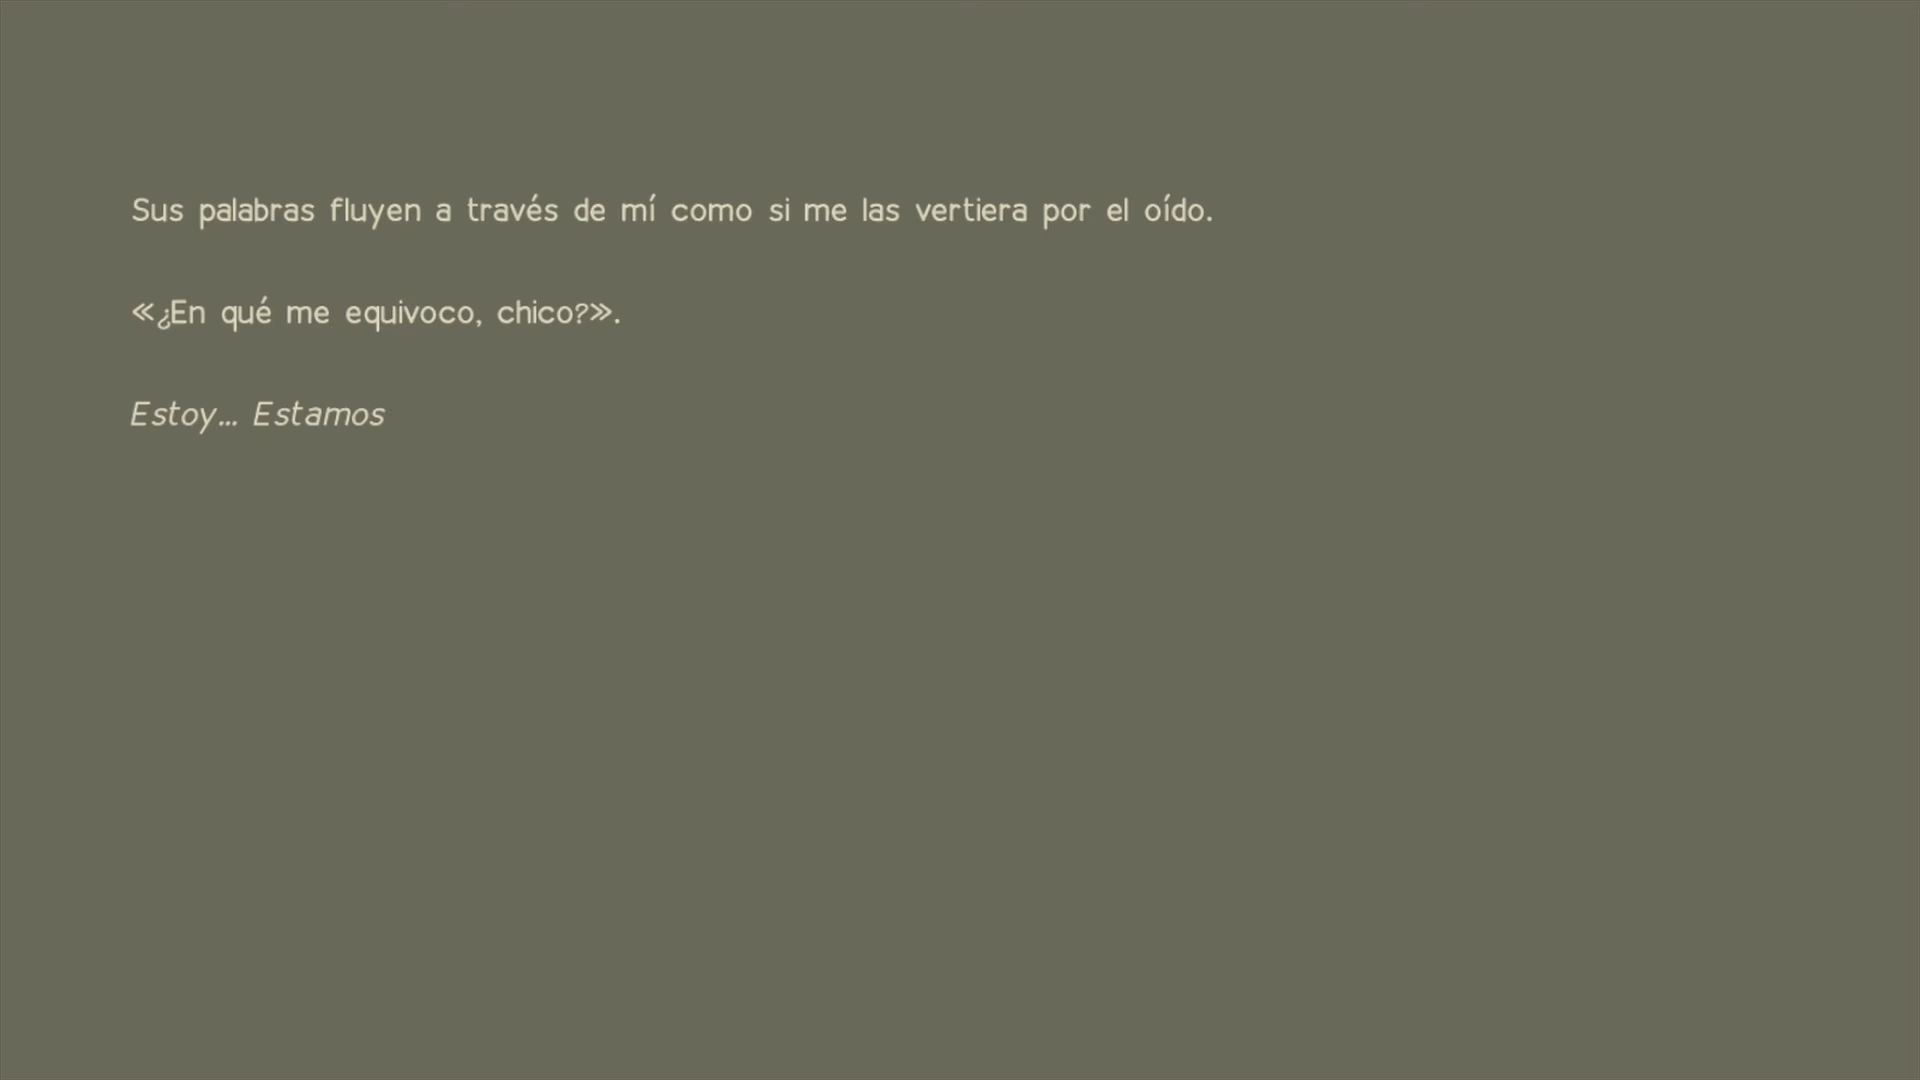 Sus palabras fluyen a través de mí como si me las vertiera por el oído.
«¿En qué me equivoco, chico?».
Estoy... Estamos